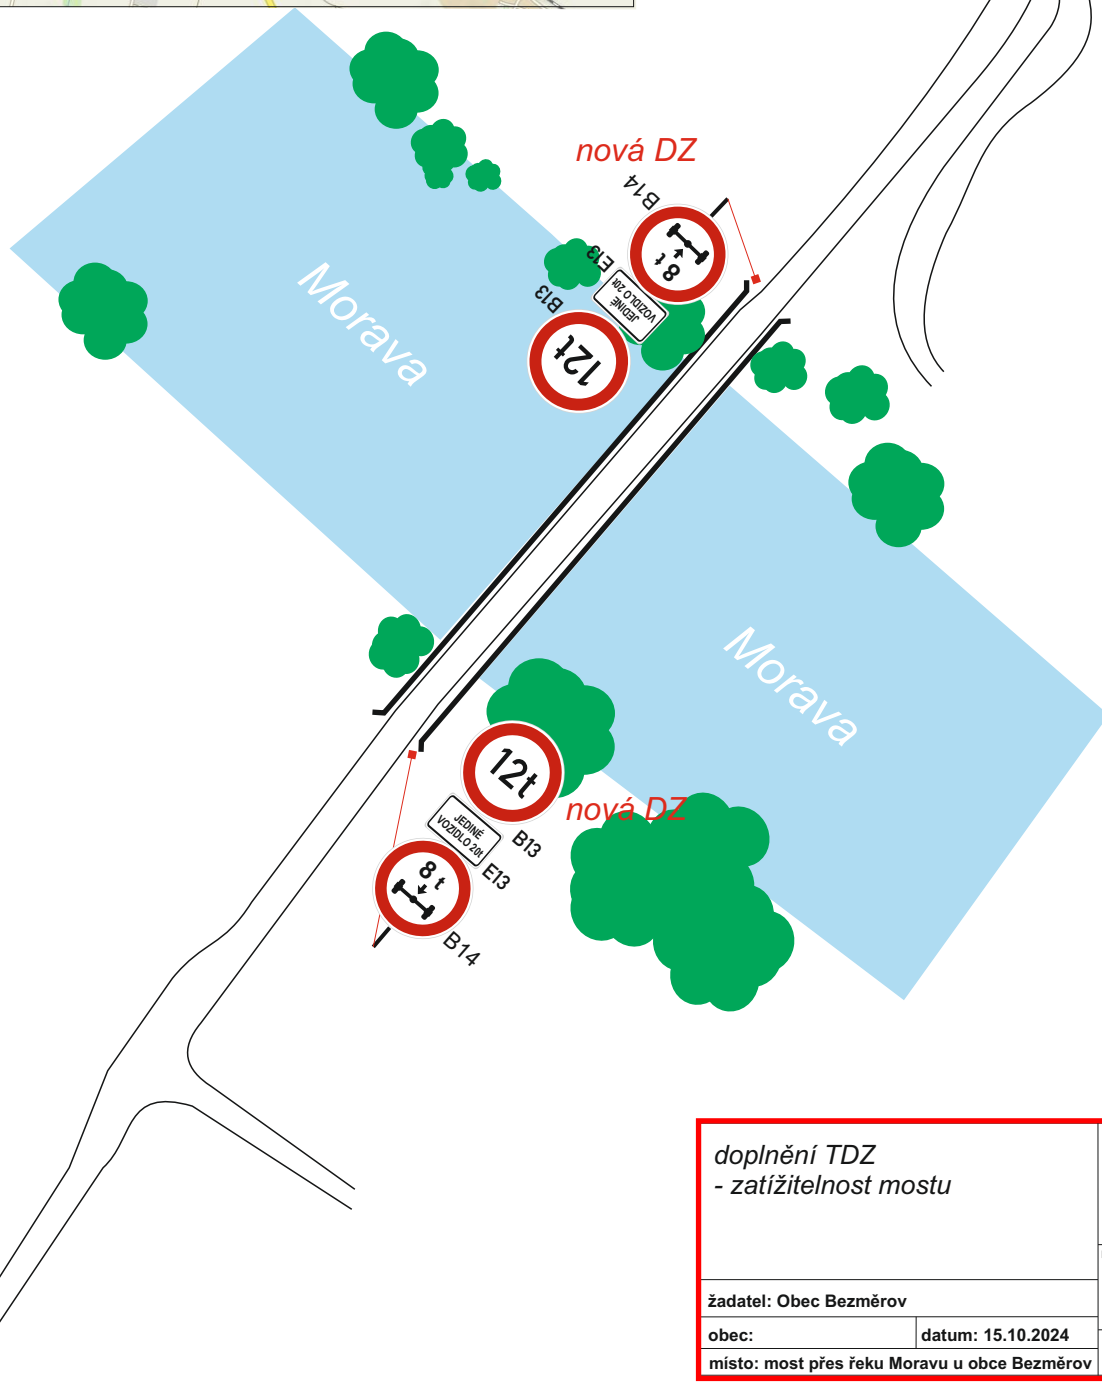 nová DZ
B14
8 t
E13
JEDINÉ
VOZIDLO 20t
B13
12t
Morava
Morava
12t
nová DZ
B13
JEDINÉ
VOZIDLO 20t
E13
8 t
B14
doplnění TDZ
- zatížitelnost mostu
žadatel: Obec Bezměrov
obec:
datum: 15.10.2024
místo: most přes řeku Moravu u obce Bezměrov